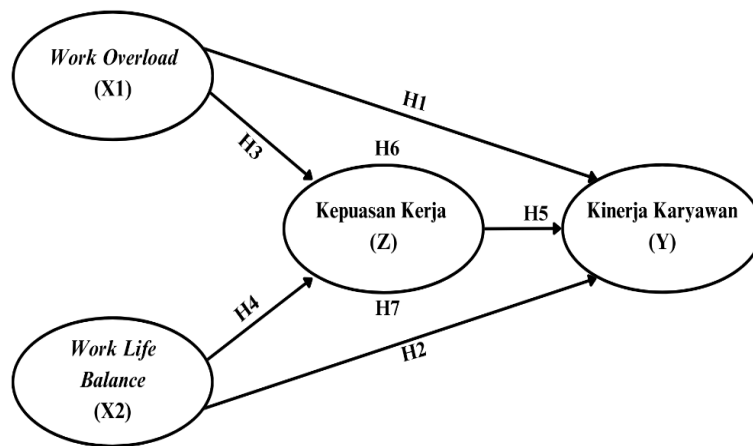 Work Overload
(X1)
H1
H3
H6
Kepuasan Kerja
(Z)
H5
Kinerja Karyawan
(Y)
H4
H7
H2
Work Life
Balance
(X2)